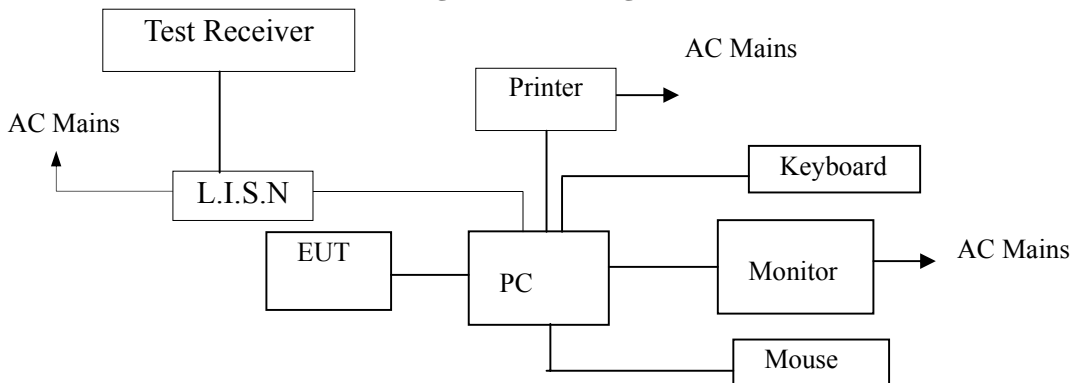 Test Receiver
AC Mains
Printer
AC Mains
Keyboard
L.I.S.N
EUT
PC
Monitor
AC Mains
Mouse